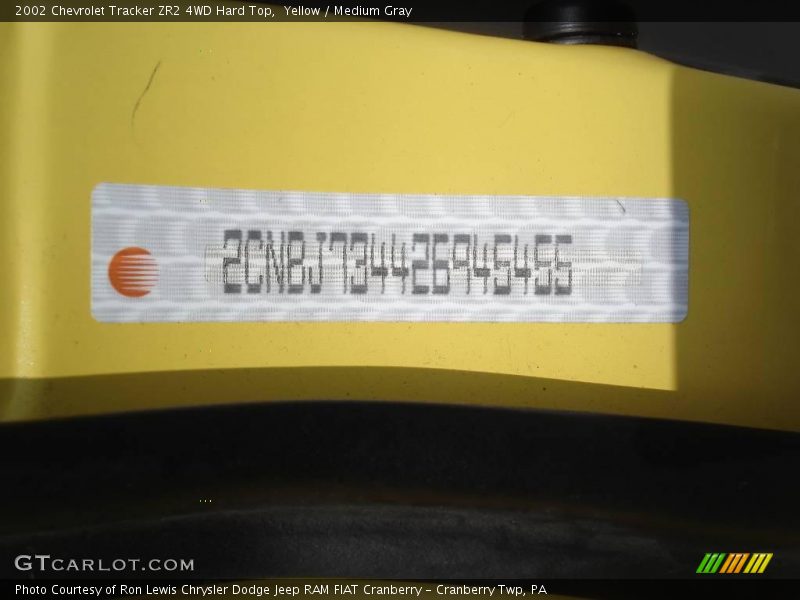 2002 Chevrolet Tracker ZR2 4WD Hard Top,  Yellow / Medium Gray
2CNBJ734426945455
GTCARLOT.COM
Photo Courtesy of Ron Lewis Chrysler Dodge Jeep RAM FIAT Cranberry - Cranberry Twp, PA